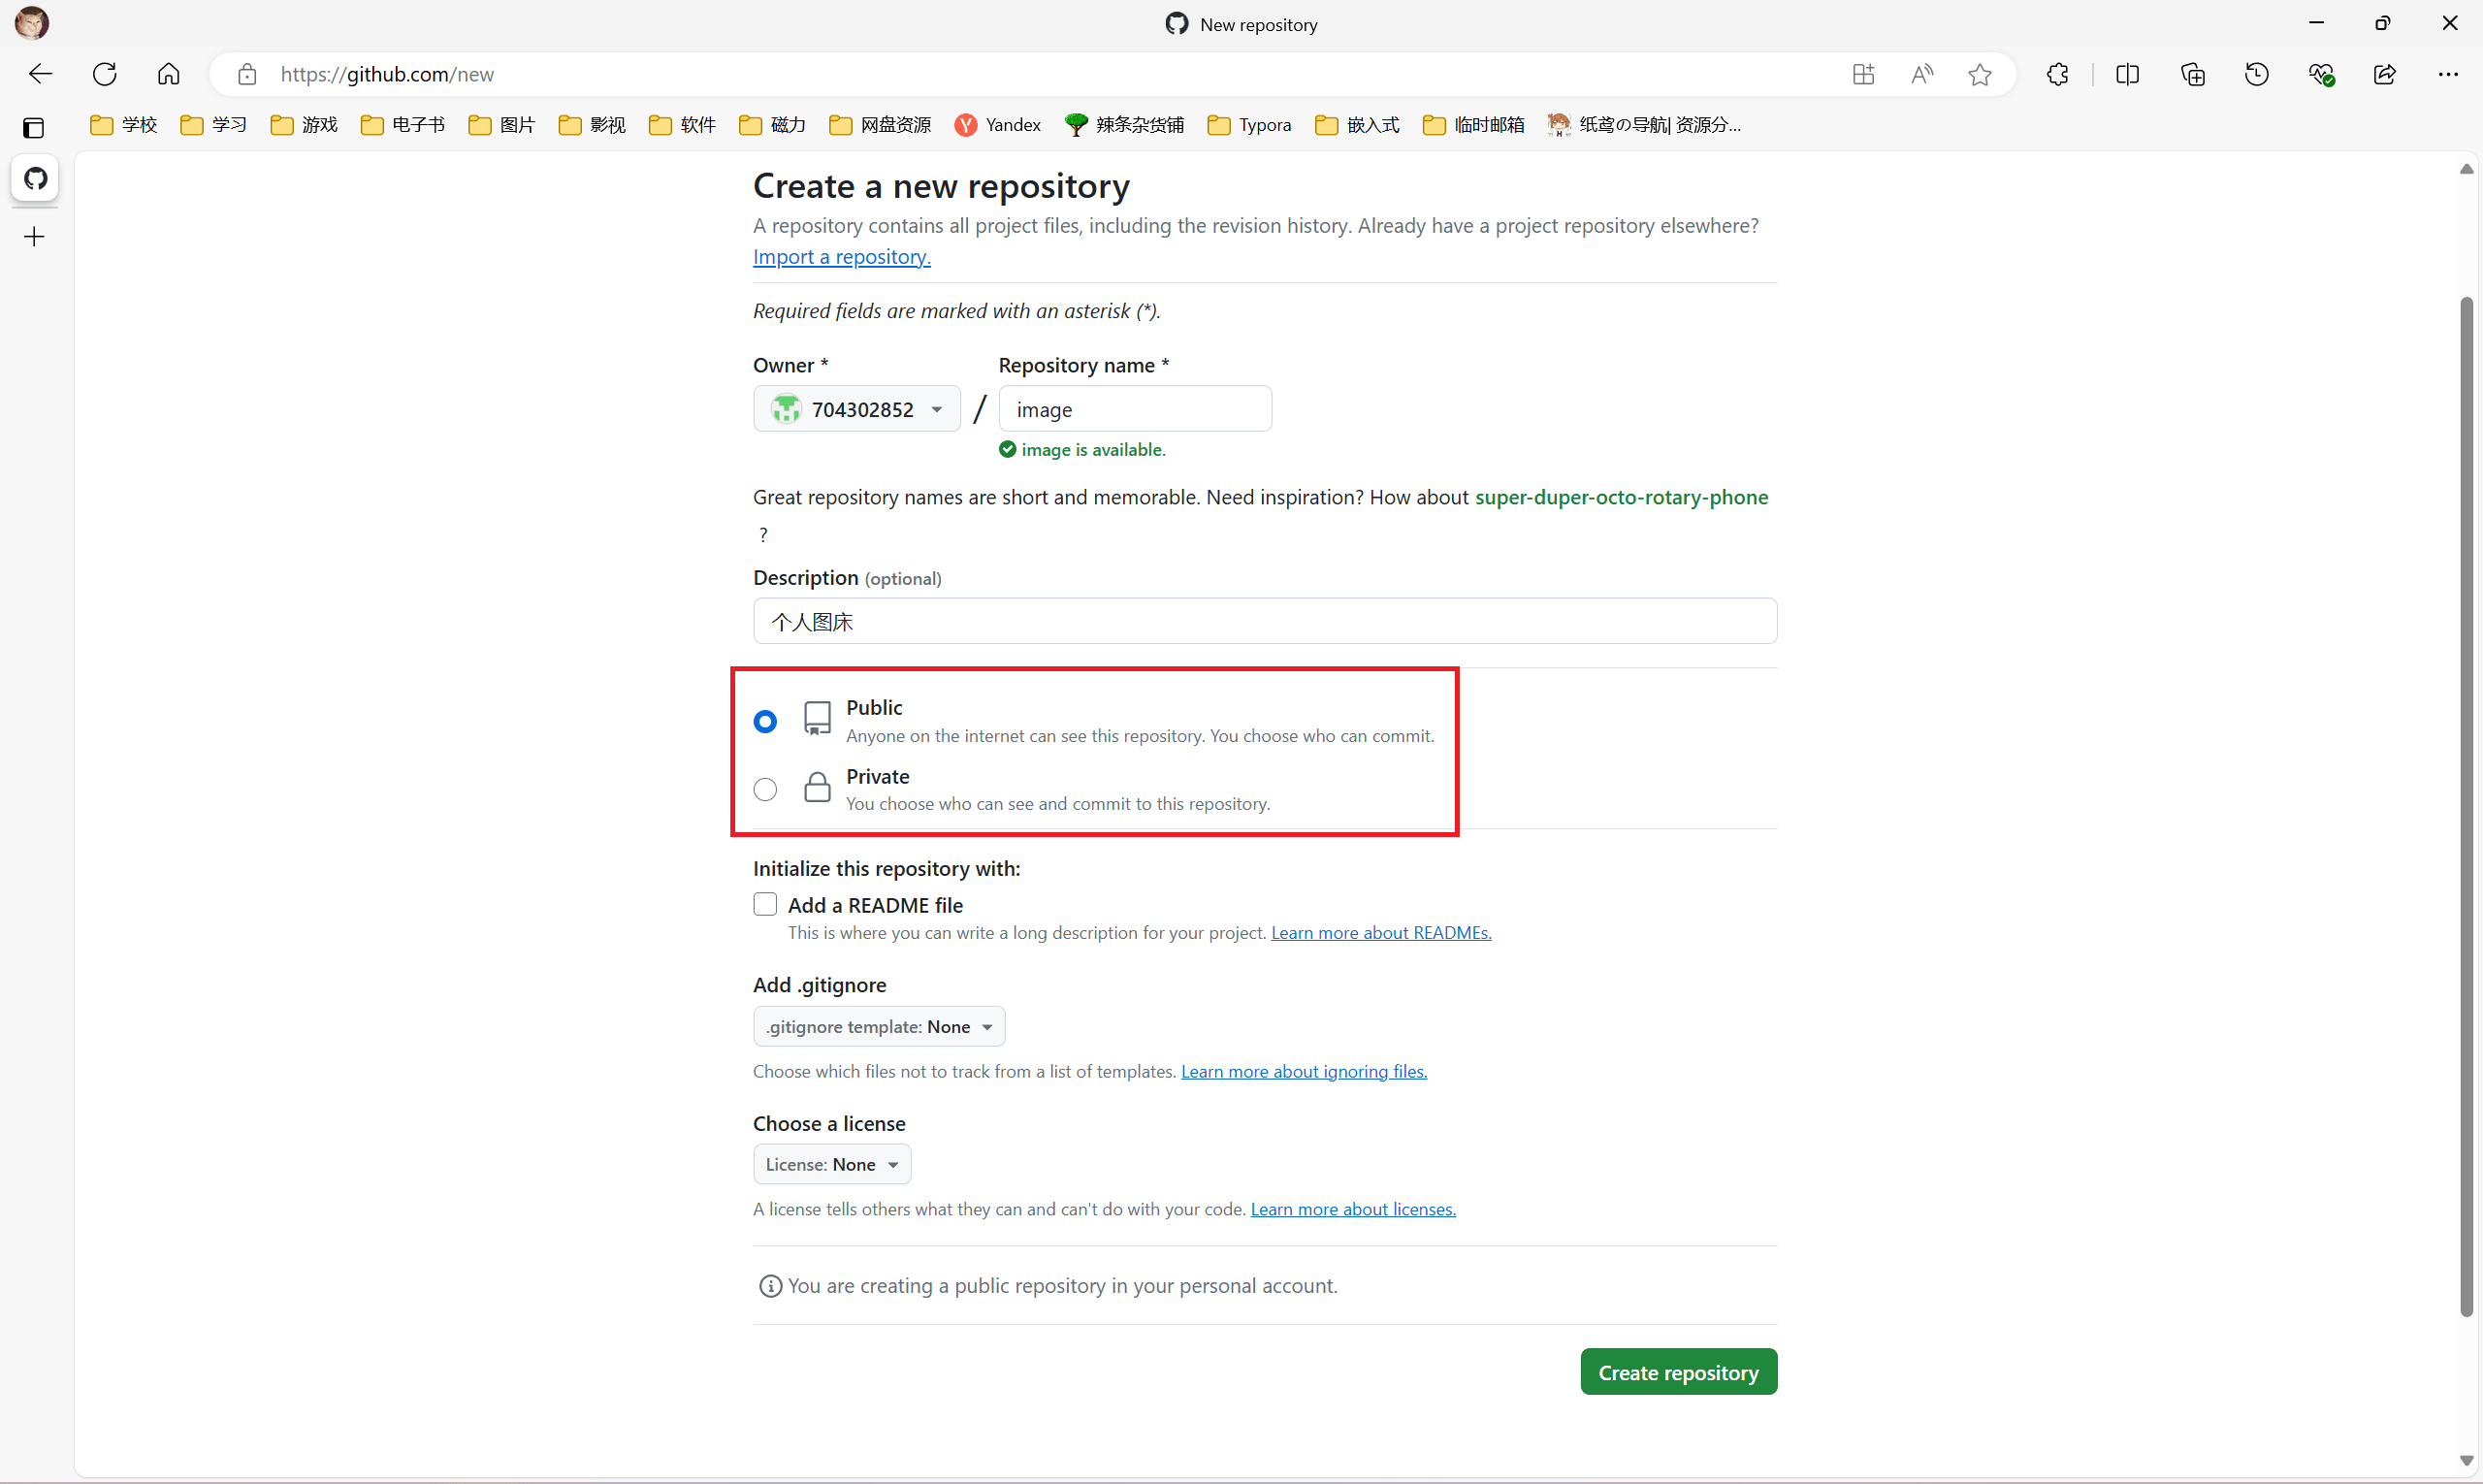 New repository
https://github.com/new
学校 学习 游戏 电子书 图片 影视 软件 磁力 网盘资源 Yandex 辣条杂货铺 Typora 嵌入式 临时邮箱 纸鸢の导航| 资源分...
Create a new repository
A repository contains all project files, including the revision history. Already have a project repository elsewhere?
Import a repository.
Required fields are marked with an asterisk (*).
Owner * Repository name *
704302852 / image
image is available.
Great repository names are short and memorable. Need inspiration? How about super-duper-octo-rotary-phone
?
Description (optional)
个人图床
Public
Anyone on the internet can see this repository. You choose who can commit.
Private
You choose who can see and commit to this repository.
Initialize this repository with:
Add a README file
This is where you can write a long description for your project. Learn more about READMEs.
Add .gitignore
.gitignore template: None
Choose which files not to track from a list of templates. Learn more about ignoring files.
Choose a license
License: None
A license tells others what they can and can't do with your code. Learn more about licenses.
You are creating a public repository in your personal account.
Create repository